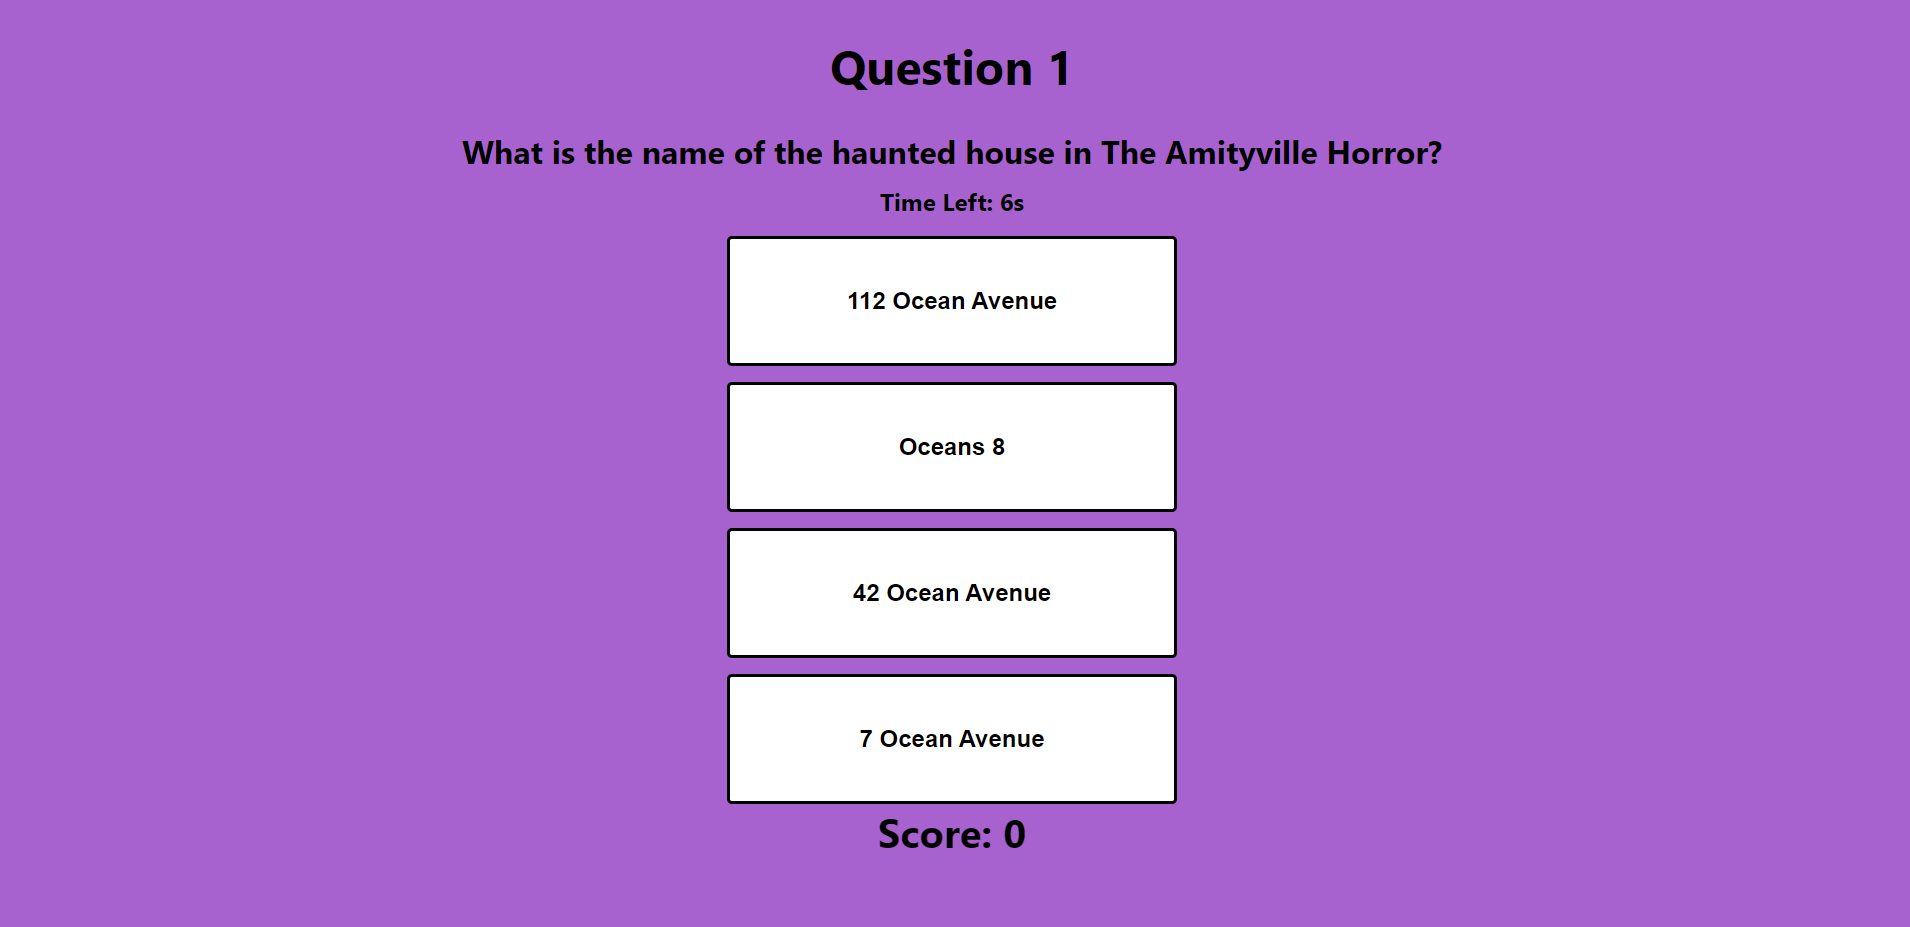 Question 1
What is the name of the haunted house in The Amityville Horror?
Time Left: 6s
112 Ocean Avenue
Oceans 8
42 Ocean Avenue
7 Ocean Avenue
Score: 0